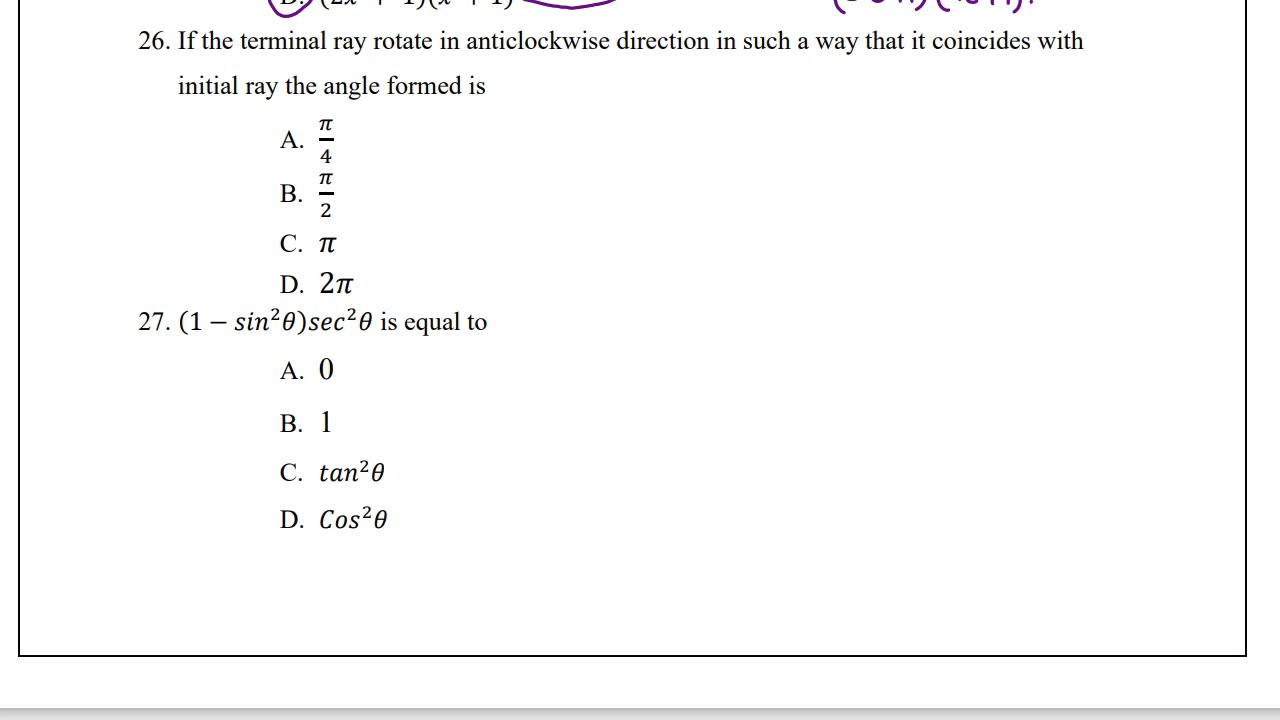 26. If the terminal ray rotate in anticlockwise direction in such a way that it coincides with
initial ray the angle formed is
A. π/4
B. π/2
C. π
D. 2π
27. (1 − sin²θ)sec²θ is equal to
A. 0
B. 1
C. tan²θ
D. Cos²θ